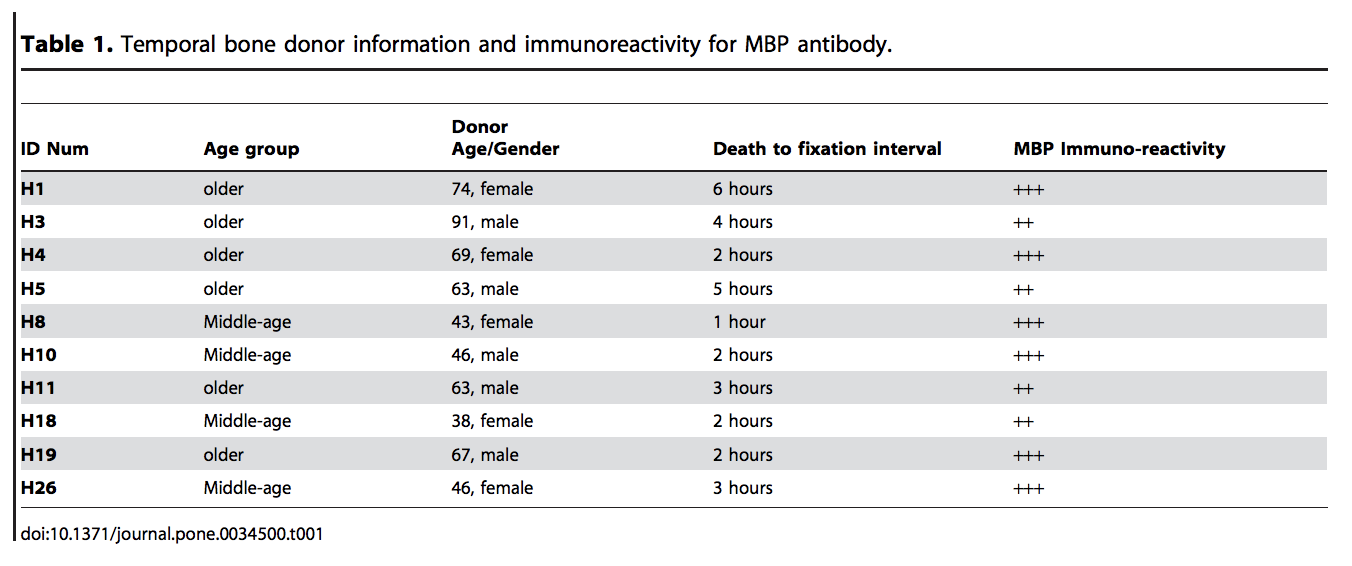 Table 1. Temporal bone donor information and immunoreactivity for MBP antibody.
ID Num Age group Donor Age/Gender Death to fixation interval MBP Immuno-reactivity
H1 older 74, female 6 hours +++
H3 older 91, male 4 hours ++
H4 older 69, female 2 hours +++
H5 older 63, male 5 hours ++
H8 Middle-age 43, female 1 hour +++
H10 Middle-age 46, male 2 hours +++
H11 older 63, male 3 hours ++
H18 Middle-age 38, female 2 hours ++
H19 older 67, male 2 hours +++
H26 Middle-age 46, female 3 hours +++
doi:10.1371/journal.pone.0034500.t001